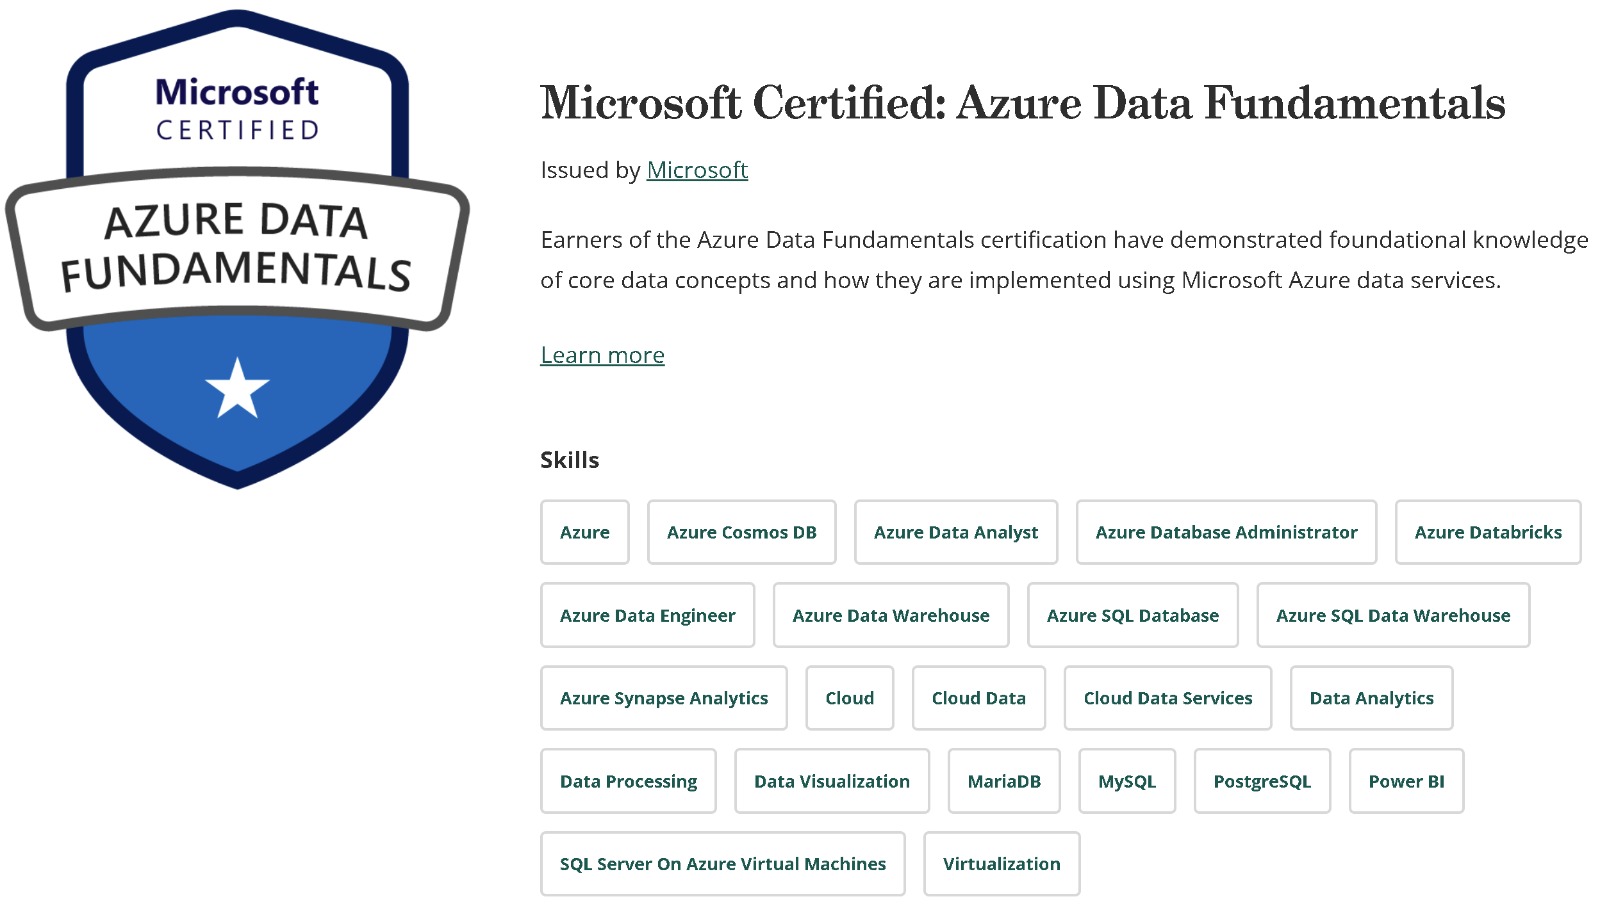 Microsoft
CERTIFIED
AZURE DATA
FUNDAMENTALS
Microsoft Certified: Azure Data Fundamentals
Issued by Microsoft
Earners of the Azure Data Fundamentals certification have demonstrated foundational knowledge
of core data concepts and how they are implemented using Microsoft Azure data services.
Learn more
Skills
Azure Azure Cosmos DB Azure Data Analyst Azure Database Administrator Azure Databricks
Azure Data Engineer Azure Data Warehouse Azure SQL Database Azure SQL Data Warehouse
Azure Synapse Analytics Cloud Cloud Data Cloud Data Services Data Analytics
Data Processing Data Visualization MariaDB MySQL PostgreSQL Power BI
SQL Server On Azure Virtual Machines Virtualization